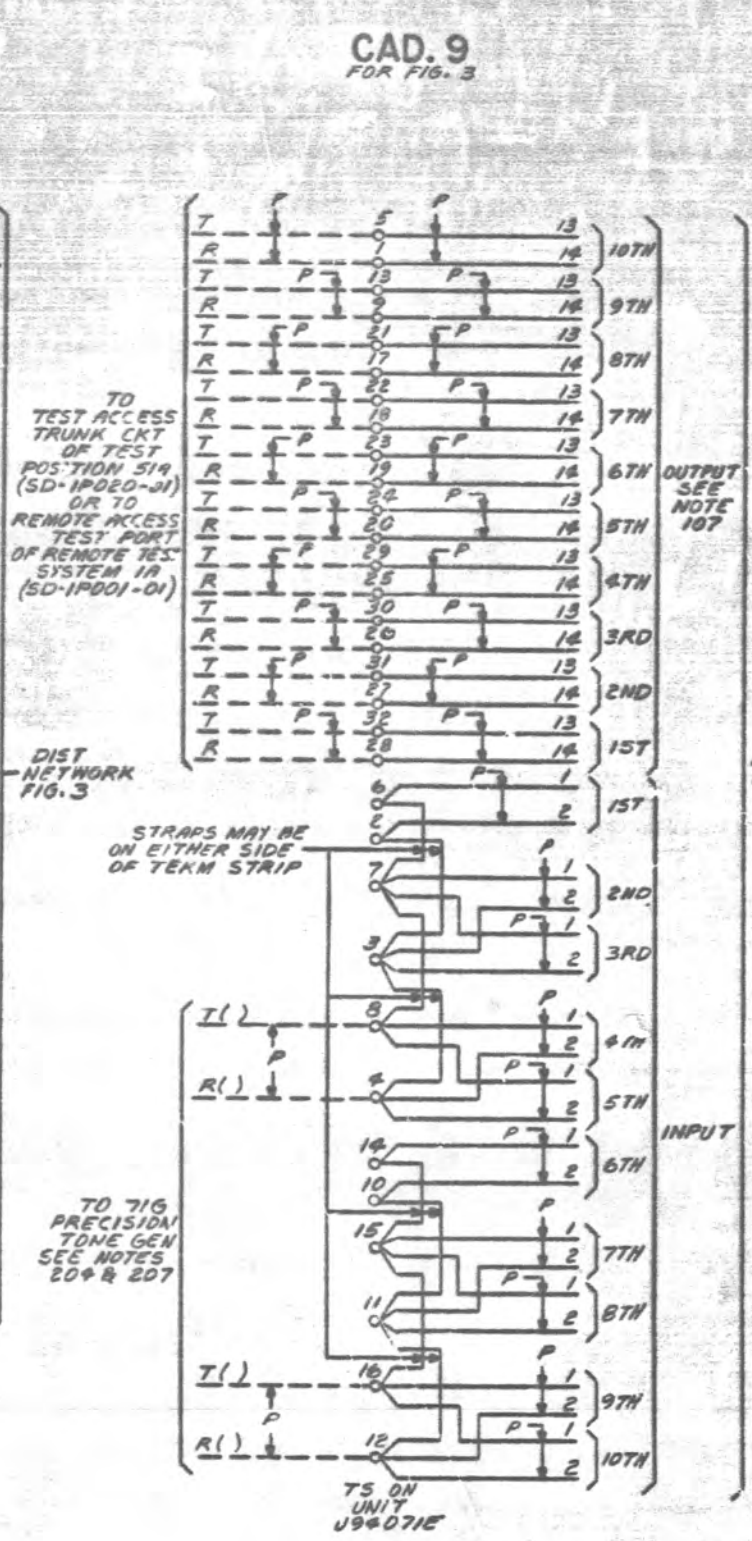 CAD. 9
FOR FIG. 3
P P
T 5 13
R 1 14 10TH
T P 13 P 13
R 9 14 9TH
T P 21 P 13
R 17 14 8TH
T P 22 P 13
R 18 14 7TH
T P 23 P 13
R 19 14 6TH
T P 24 P 13
R 20 14 5TH
T P 29 P 13
R 25 14 4TH
T P 30 P 13
R 26 14 3RD
T P 31 P 13
R 27 14 2ND
T P 32 P 13
R 28 14 1ST
TO
TEST ACCESS
TRUNK CKT
OF TEST
POSITION 519
(SD-1P020-01)
OR TO
REMOTE ACCESS
TEST PORT
OF REMOTE TEST
SYSTEM 1A
(SD-1P001-01)
OUTPUT
SEE
NOTE
107
DIST
NETWORK
FIG. 3
6 P 1
2 2 1ST
STRAPS MAY BE
ON EITHER SIDE
OF TERM STRIP
7 P 1
2 2ND
P 1
3 2 3RD
T( ) 8 P 1
2 4TH
P P 1
R( ) 4 2 5TH
14 P 1
10 2 6TH
INPUT
TO 71G
PRECISION
TONE GEN
SEE NOTES
204 & 207
15 P 1
2 7TH
P 1
11 2 8TH
T( ) 16 P 1
2 9TH
P P 1
R( ) 12 2 10TH
TS ON
UNIT
J94071E